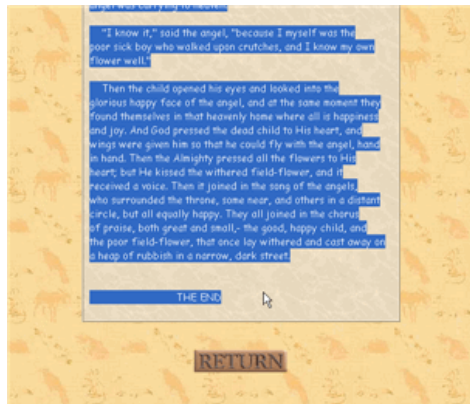 angel was carrying to heaven.
"I know it," said the angel, "because I myself was the
poor sick boy who walked upon crutches, and I know my own
flower well."
Then the child opened his eyes and looked into the
glorious happy face of the angel, and at the same moment they
found themselves in that heavenly home where all is happiness
and joy. And God pressed the dead child to His heart, and
wings were given him so that he could fly with the angel, hand
in hand. Then the Almighty pressed all the flowers to His
heart; but He kissed the withered field-flower, and it
received a voice. Then it joined in the song of the angels,
who surrounded the throne, some near, and others in a distant
circle, but all equally happy. They all joined in the chorus
of praise, both great and small,- the good, happy child, and
the poor field-flower, that once lay withered and cast away on
a heap of rubbish in a narrow, dark street.
THE END
RETURN